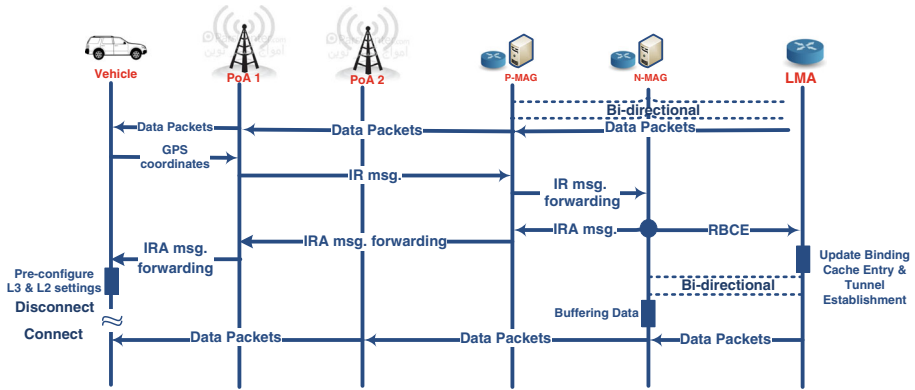 Vehicle
PoA 1
PoA 2
P-MAG
N-MAG
LMA
Bi-directional
Data Packets
Data Packets
Data Packets
GPS
coordinates
IR msg.
IR msg.
forwarding
IRA msg.
RBCE
IRA msg. forwarding
IRA msg.
forwarding
Update Binding
Cache Entry &
Tunnel
Establishment
Pre-configure
L3 & L2 settings
Bi-directional
Disconnect
Buffering Data
Connect
Data Packets
Data Packets
Data Packets